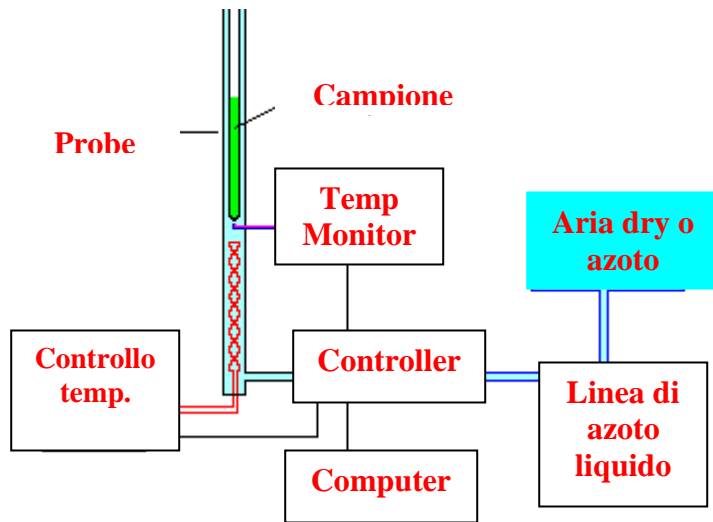 Campione
Probe
Temp
Monitor
Aria dry o
azoto
Controllo
temp.
Controller
Linea di
azoto
liquido
Computer